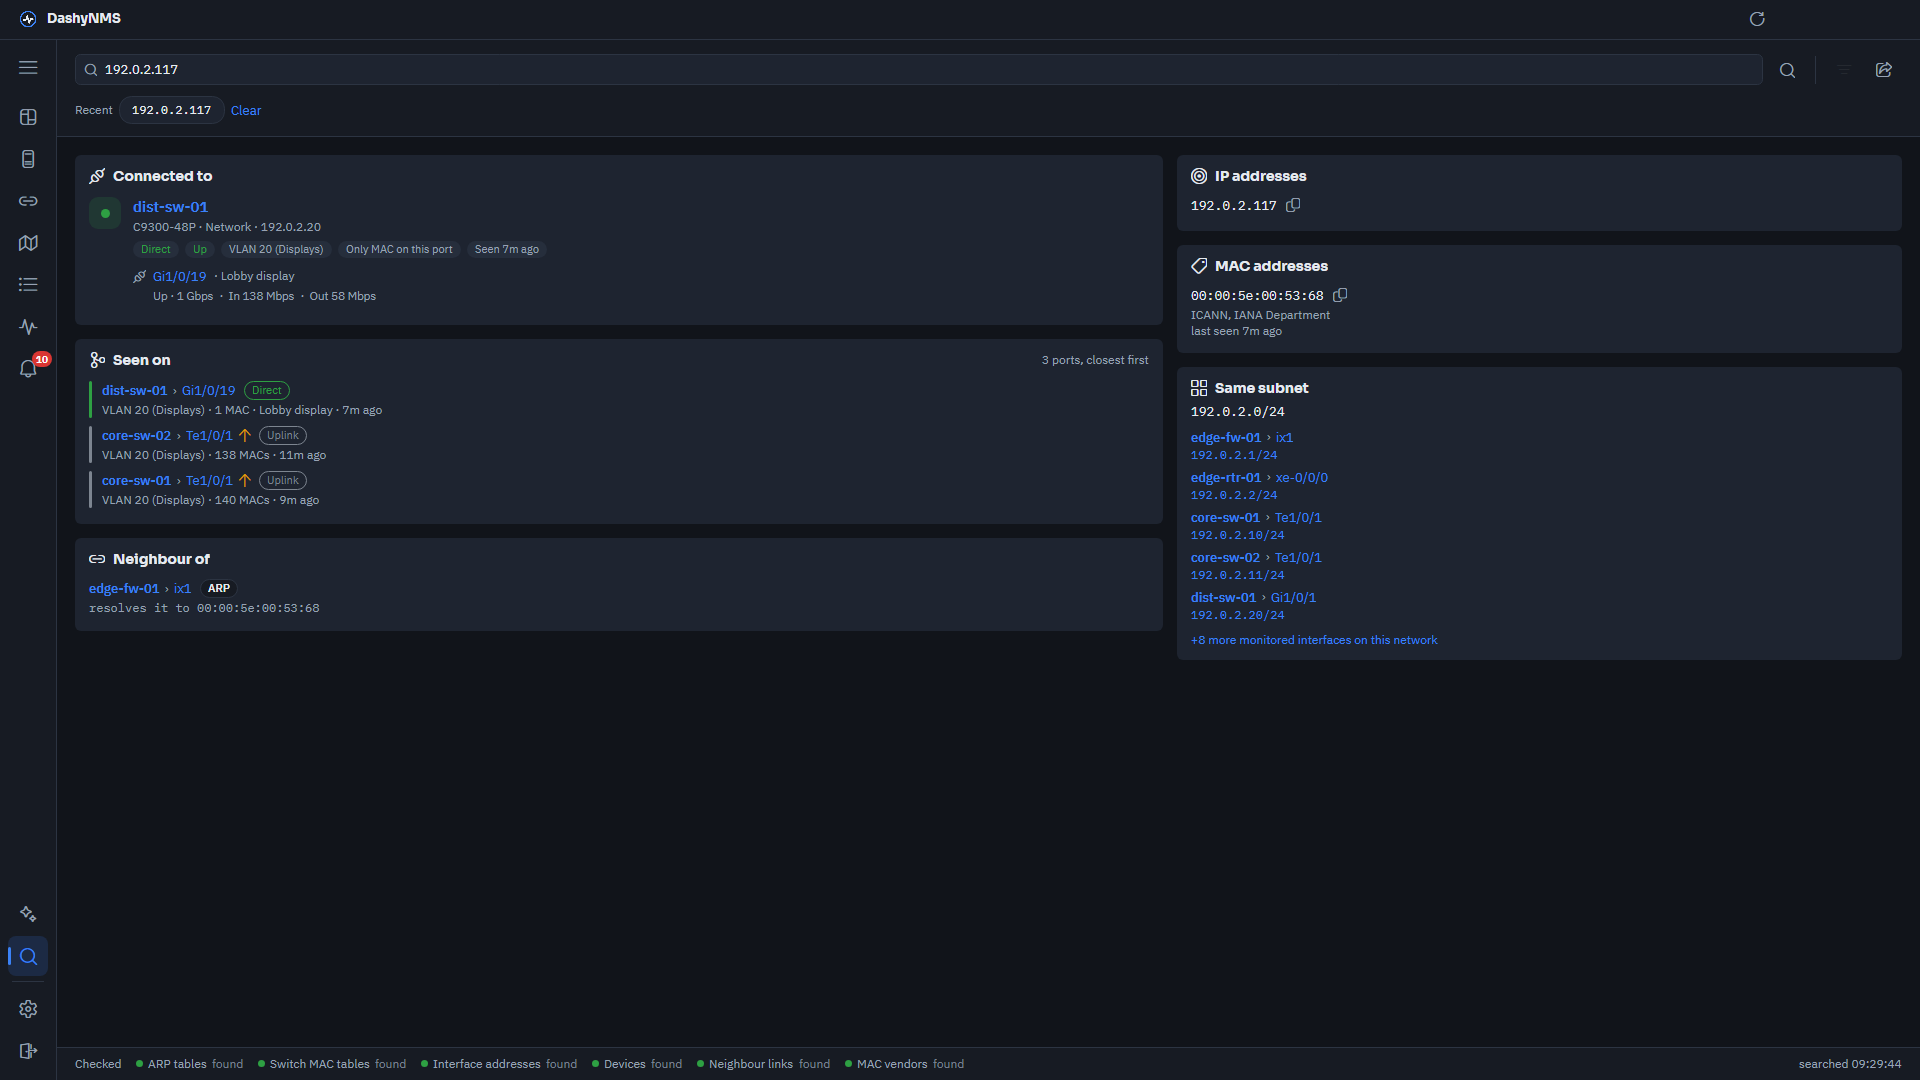 DashyNMS
192.0.2.117
Recent 192.0.2.117 Clear
Connected to
dist-sw-01
C9300-48P · Network · 192.0.2.20
Direct Up VLAN 20 (Displays) Only MAC on this port Seen 7m ago
Gi1/0/19 · Lobby display
Up · 1 Gbps · In 138 Mbps · Out 58 Mbps
Seen on 3 ports, closest first
dist-sw-01 › Gi1/0/19 Direct
VLAN 20 (Displays) · 1 MAC · Lobby display · 7m ago
core-sw-02 › Te1/0/1 Uplink
VLAN 20 (Displays) · 138 MACs · 11m ago
core-sw-01 › Te1/0/1 Uplink
VLAN 20 (Displays) · 140 MACs · 9m ago
Neighbour of
edge-fw-01 › ix1 ARP
resolves it to 00:00:5e:00:53:68
IP addresses
192.0.2.117
MAC addresses
00:00:5e:00:53:68
ICANN, IANA Department
last seen 7m ago
Same subnet
192.0.2.0/24
edge-fw-01 › ix1
192.0.2.1/24
edge-rtr-01 › xe-0/0/0
192.0.2.2/24
core-sw-01 › Te1/0/1
192.0.2.10/24
core-sw-02 › Te1/0/1
192.0.2.11/24
dist-sw-01 › Gi1/0/1
192.0.2.20/24
+8 more monitored interfaces on this network
10
Checked ARP tables found Switch MAC tables found Interface addresses found Devices found Neighbour links found MAC vendors found
searched 09:29:44